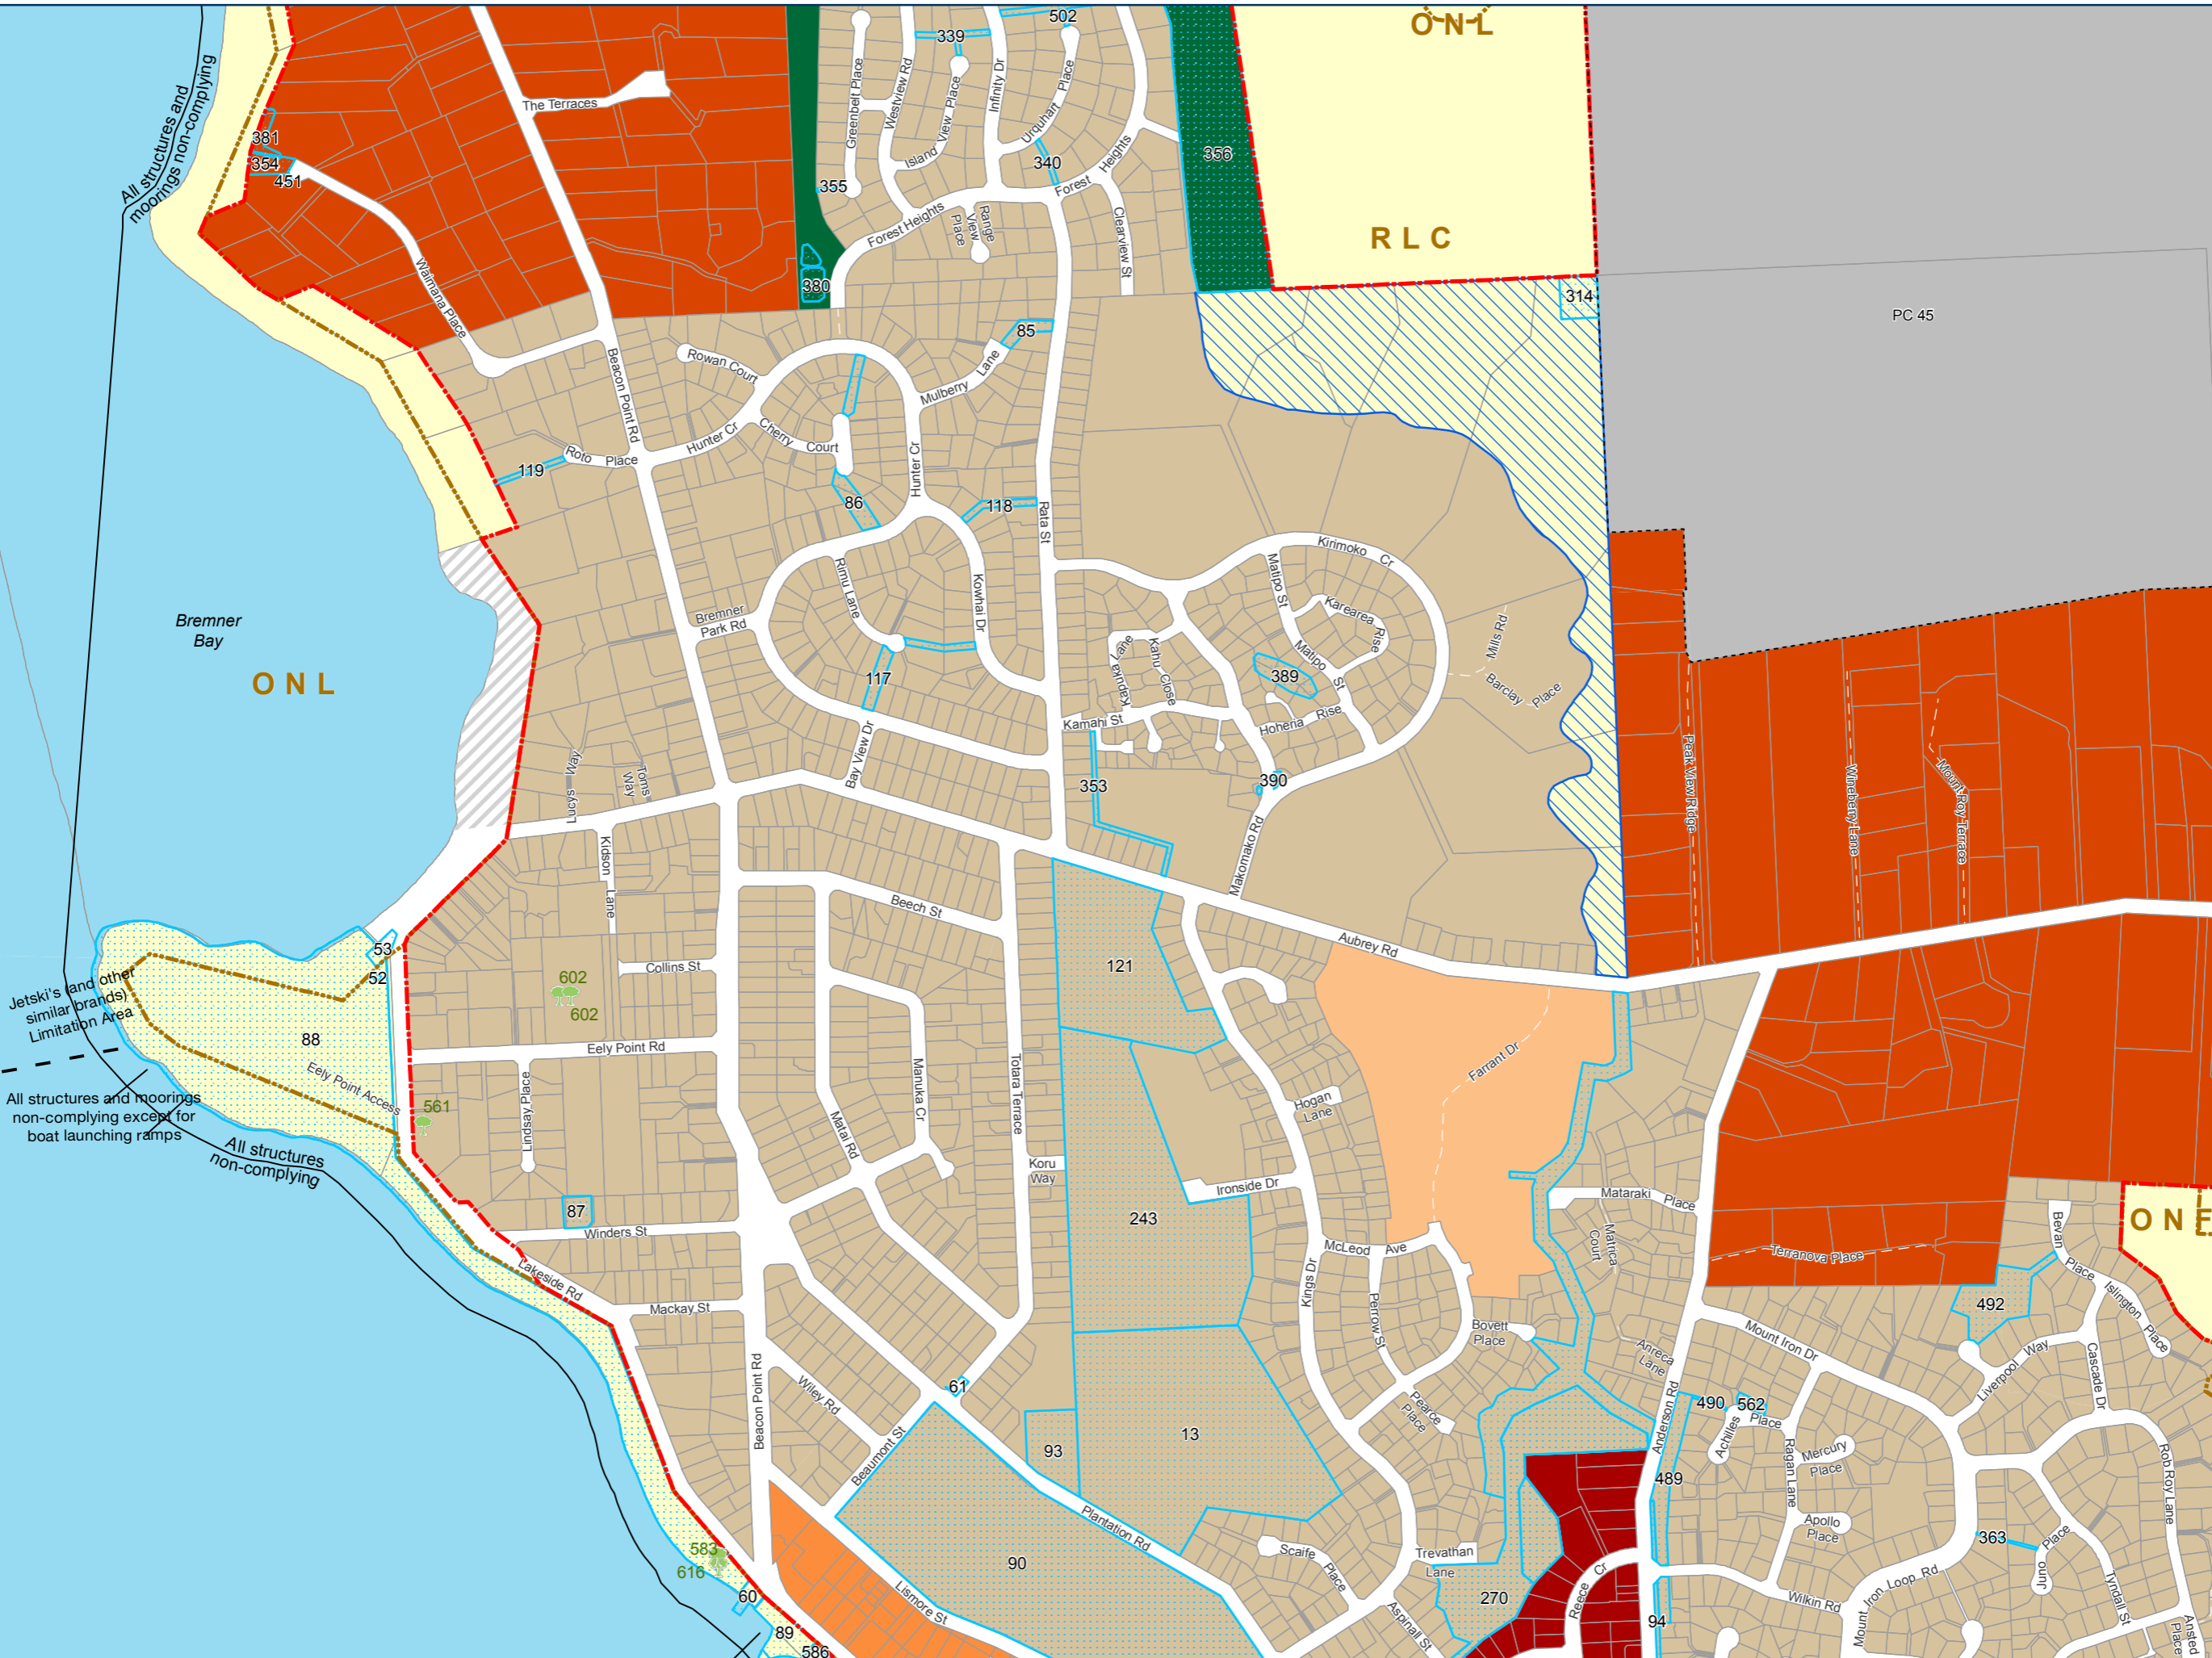 ONL
502
339
All structures and
moorings non-complying
The Terraces
Greenbelt Place
Westview Rd
Island
View Place
Infinity Dr
Urquhart
Place
381
354
451
355
340
356
Forest
Heights
Forest Heights
Range
View
Place
Clearview St
RLC
380
314
PC 45
Waimana Place
85
Beacon Point Rd
Rowan Court
Mulberry
Lane
Hunter Cr
Cherry
Court
Hunter Cr
Roto
Place
119
86
118
Rata St
Kirimoko
Cr
Rimu Lane
Kowhai Dr
Matipo St
Karearea
Rise
Bremner
Park Rd
Bremner
Bay
ONL
Mills Rd
Lane
Kapuka
Kahu
Close
Matipo
St
389
117
Barclay
Place
Kamahi St
Hohena
Rise
Bay View Dr
Lucys
Way
Toms
Way
353
390
Peak View Ridge
Wineberry Lane
Mount Roy Terrace
Kidson
Lane
Makomako Rd
Beech St
Aubrey Rd
53
52
121
Collins St
602
602
Jetski's (and other
similar brands)
Limitation Area
88
Eely Point Rd
Eely Point Access
Farrant Dr
561
Lindsay Place
Manuka Cr
Totara Terrace
Matai Rd
Hogan
Lane
All structures and moorings
non-complying except for
boat launching ramps
All structures
non-complying
Koru
Way
Ironside Dr
Mataraki
Place
87
Winders St
243
Matrica
Court
Bevan
Place
ONF
McLeod
Ave
Terranova Place
Lakeside Rd
Kings Dr
Islington
Place
Mackay St
Perrow St
Bovett
Place
492
Mount Iron Dr
Anreca
Lane
Liverpool
Way
Cascade Dr
61
Wiley Rd
Beacon Point Rd
Pearce
Place
Anderson Rd
490
562
Achilles
Place
Beaumont St
93
13
Mercury
Place
Ragan Lane
Rob Roy Lane
489
Plantation Rd
Apollo
Place
583
616
90
Scaife
Place
Trevathan
Lane
363
Juno
Place
60
Lismore St
270
Reece
Cr
Wilkin Rd
Mount
Iron
Loop
Rd
Tyndall St
Aspinall St
94
89
586
Ansted
Place